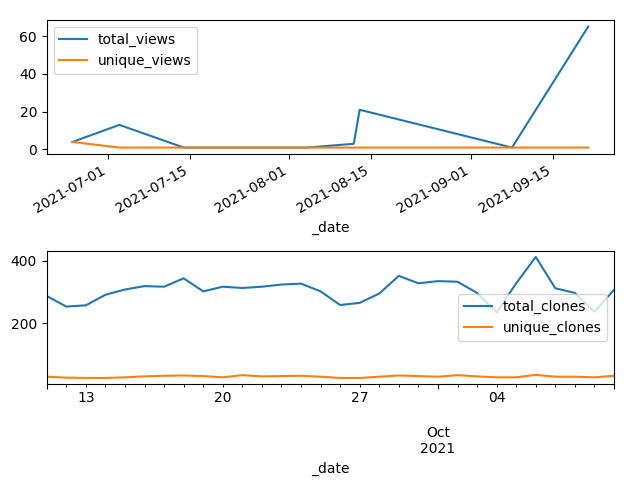 total_views
unique_views
60
40
20
0
2021-07-01
2021-07-15
2021-08-01
2021-08-15
2021-09-01
2021-09-15
_date
400
200
total_clones
unique_clones
13
20
27
04
Oct
2021
_date